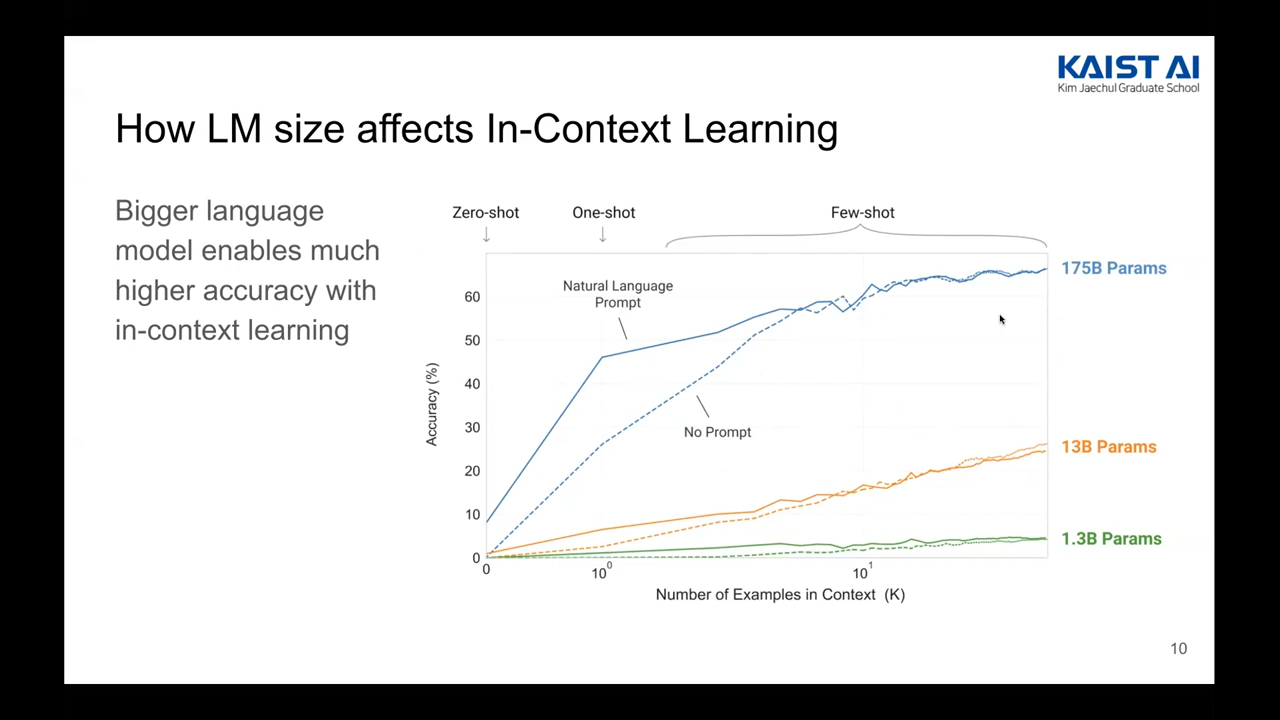 KAIST AI
Kim Jaechul Graduate School
How LM size affects In-Context Learning
Bigger language
model enables much
higher accuracy with
in-context learning
Zero-shot
One-shot
Few-shot
Natural Language
Prompt
No Prompt
175B Params
13B Params
1.3B Params
Accuracy (%)
60
50
40
30
20
10
0
0
10⁰
10¹
Number of Examples in Context (K)
10